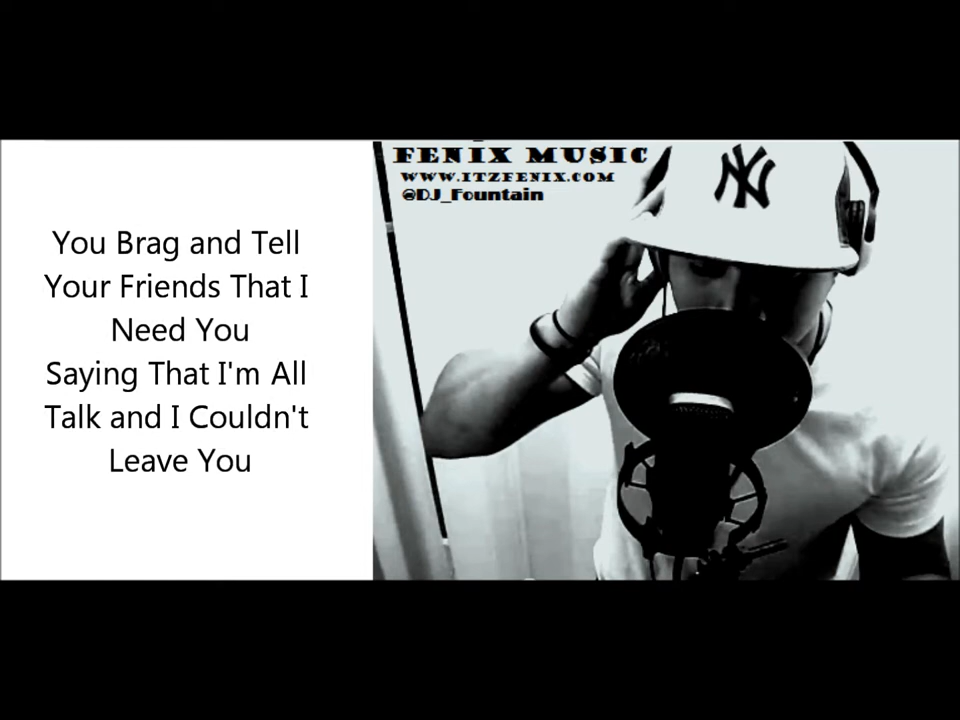 You Brag and Tell
Your Friends That I
Need You
Saying That I'm All
Talk and I Couldn't
Leave You
FENIX MUSIC
WWW.ITZFENIX.COM
@DJ_Fountain
NY